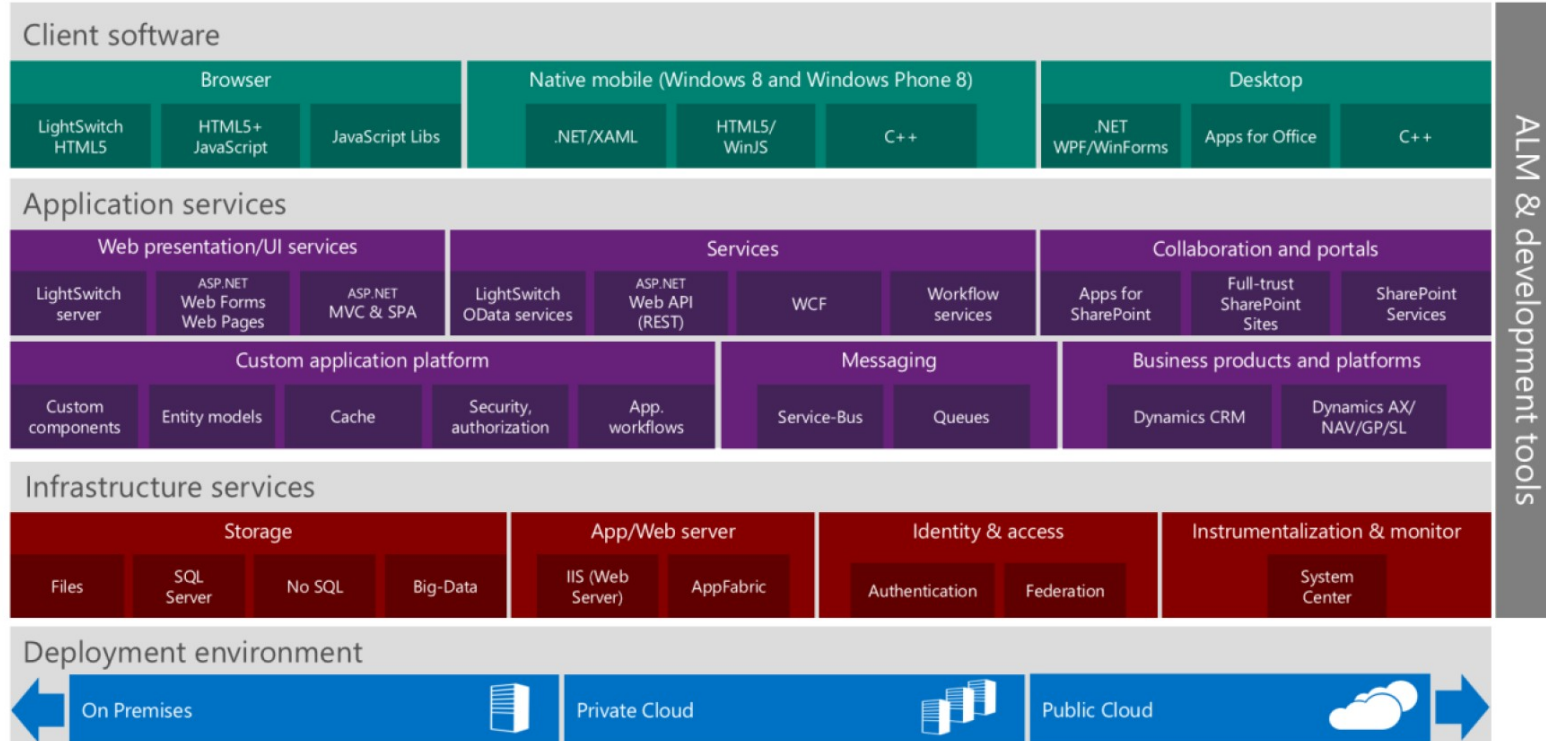 Client software
Browser
LightSwitch
HTML5
HTML5+
JavaScript
JavaScript Libs
Native mobile (Windows 8 and Windows Phone 8)
.NET/XAML
HTML5/
WinJS
C++
Desktop
.NET
WPF/WinForms
Apps for Office
C++
Application services
Web presentation/UI services
LightSwitch
server
ASP.NET
Web Forms
Web Pages
ASP.NET
MVC & SPA
Services
LightSwitch
OData services
ASP.NET
Web API
(REST)
WCF
Workflow
services
Collaboration and portals
Apps for
SharePoint
Full-trust
SharePoint
Sites
SharePoint
Services
Custom application platform
Custom
components
Entity models
Cache
Security,
authorization
App.
workflows
Messaging
Service-Bus
Queues
Business products and platforms
Dynamics CRM
Dynamics AX/
NAV/GP/SL
Infrastructure services
Storage
Files
SQL
Server
No SQL
Big-Data
App/Web server
IIS (Web
Server)
AppFabric
Identity & access
Authentication
Federation
Instrumentalization & monitor
System
Center
Deployment environment
On Premises
Private Cloud
Public Cloud
ALM & development tools